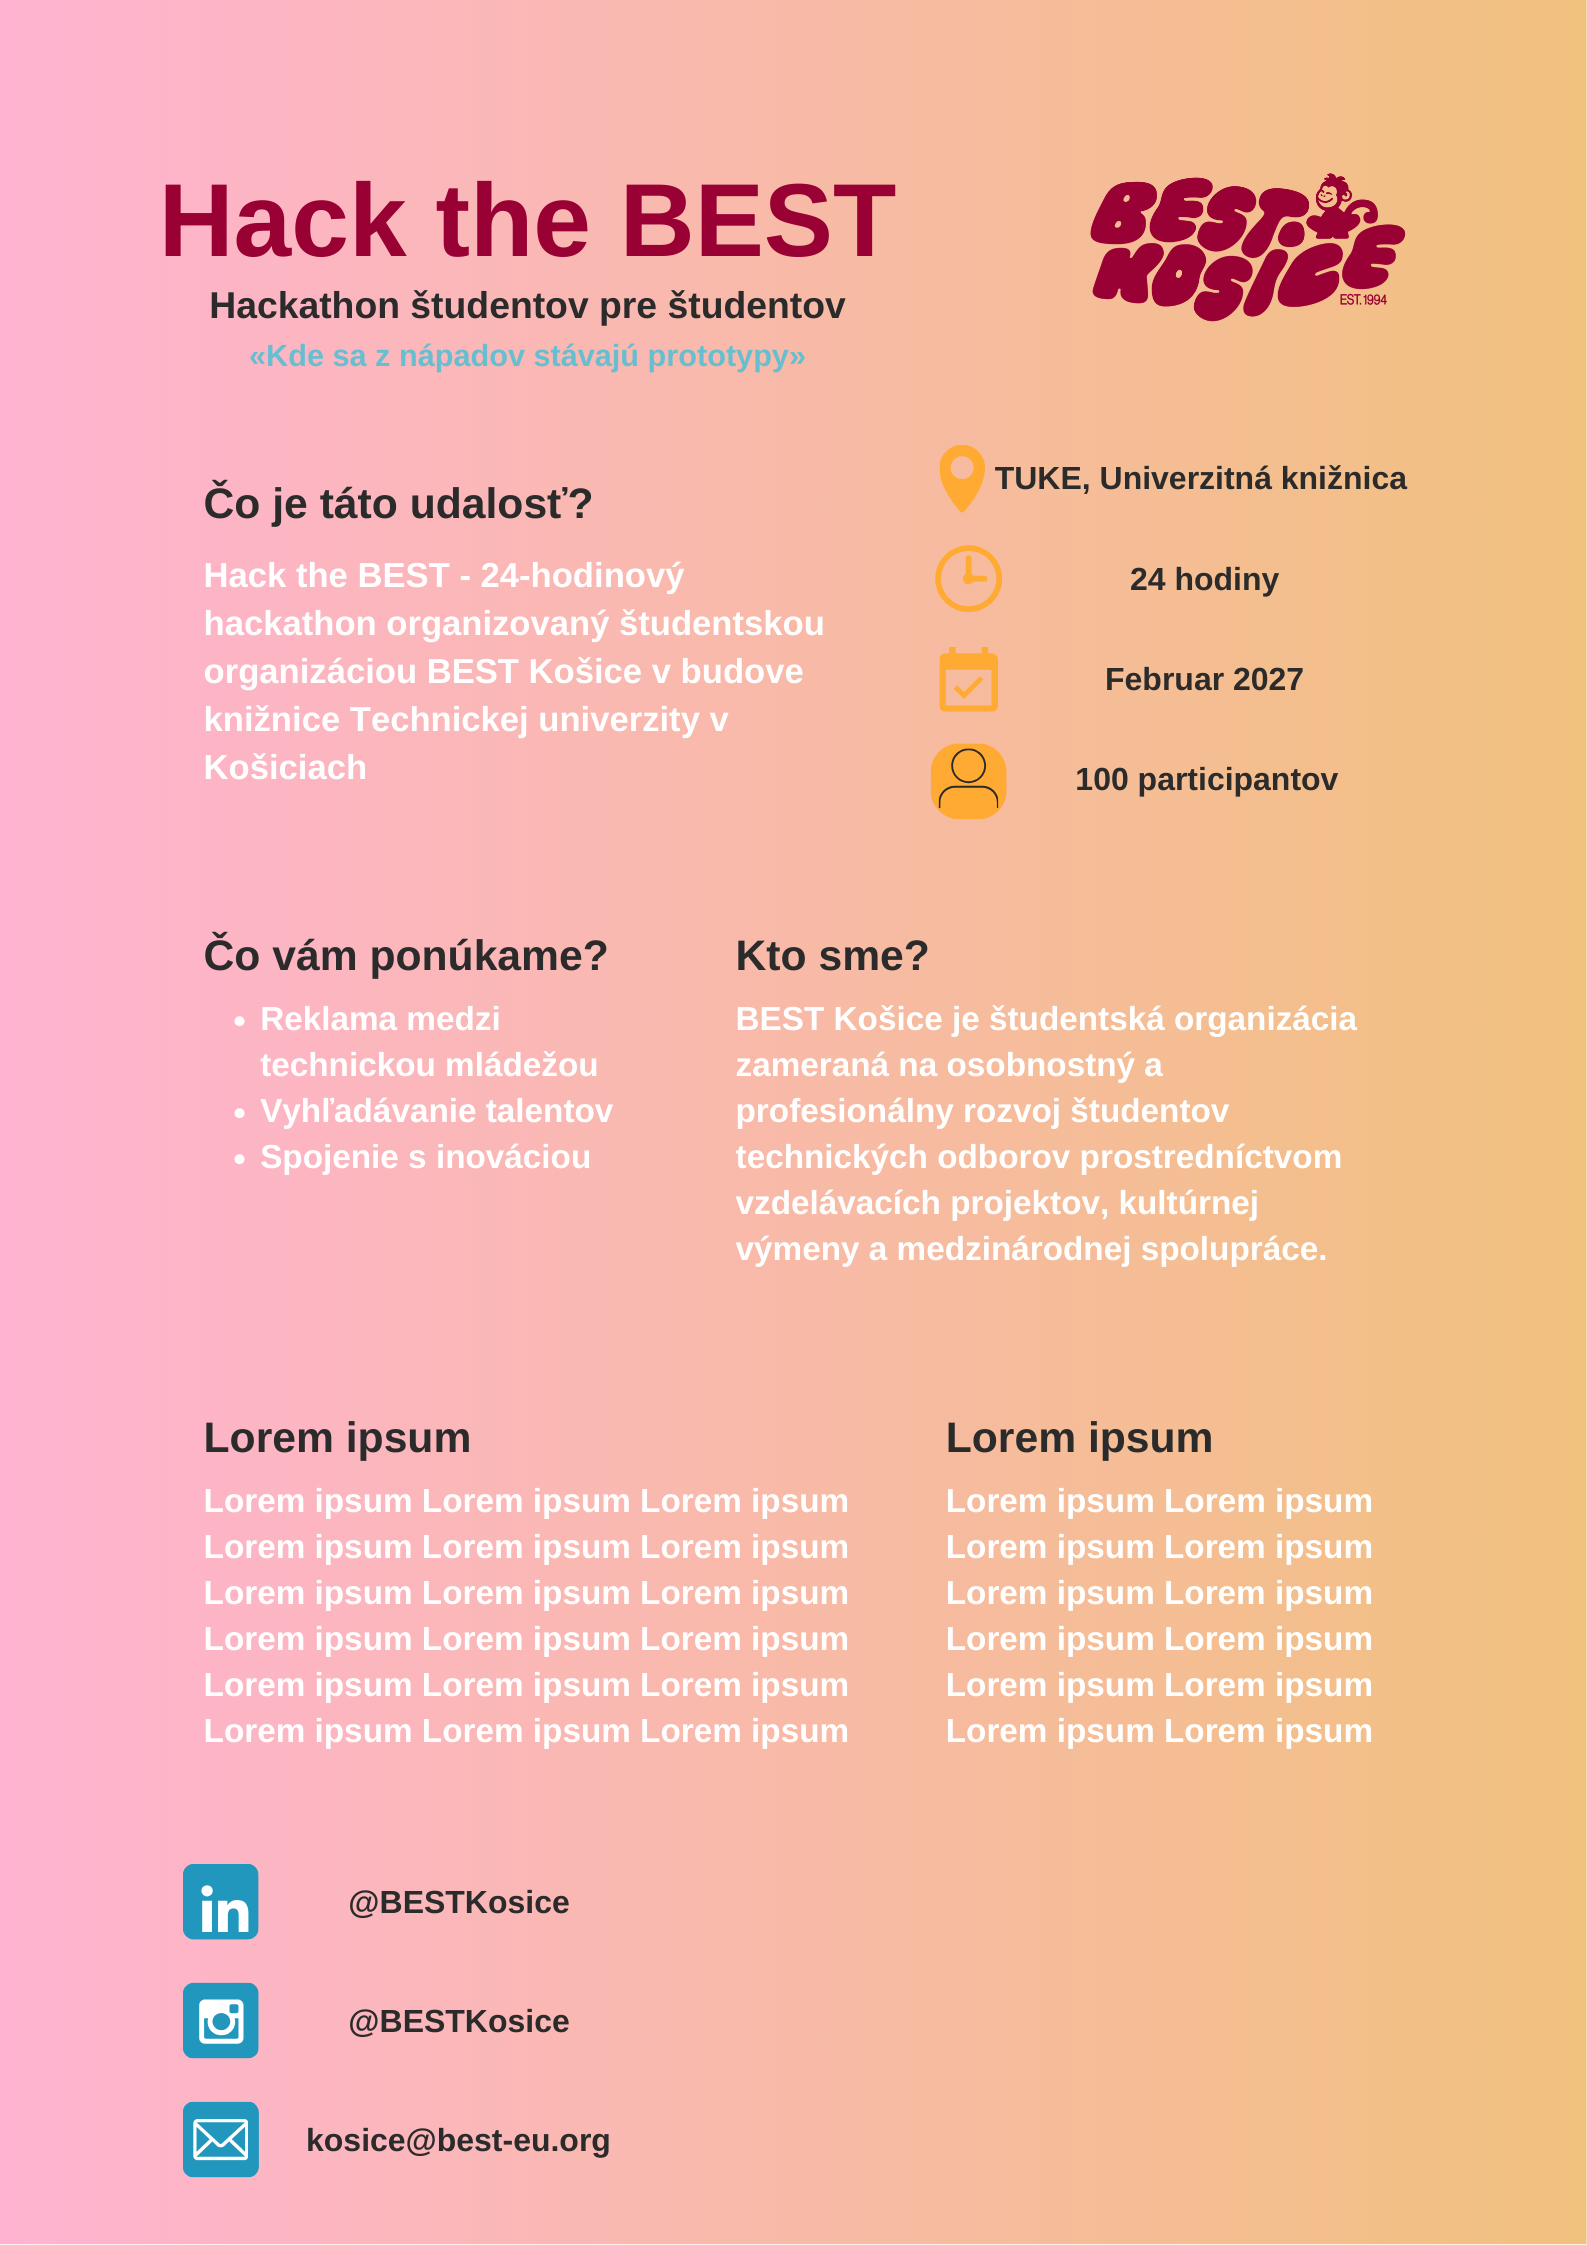 Hack the BEST
Hackathon študentov pre študentov
«Kde sa z nápadov stávajú prototypy»
BEST.
KOSICE
EST. 1994
Čo je táto udalosť?
Hack the BEST - 24-hodinový
hackathon organizovaný študentskou
organizáciou BEST Košice v budove
knižnice Technickej univerzity v
Košiciach
TUKE, Univerzitná knižnica
24 hodiny
Februar 2027
100 participantov
Čo vám ponúkame?
• Reklama medzi
technickou mládežou
• Vyhľadávanie talentov
• Spojenie s inováciou
Kto sme?
BEST Košice je študentská organizácia
zameraná na osobnostný a
profesionálny rozvoj študentov
technických odborov prostredníctvom
vzdelávacích projektov, kultúrnej
výmeny a medzinárodnej spolupráce.
Lorem ipsum
Lorem ipsum Lorem ipsum Lorem ipsum
Lorem ipsum Lorem ipsum Lorem ipsum
Lorem ipsum Lorem ipsum Lorem ipsum
Lorem ipsum Lorem ipsum Lorem ipsum
Lorem ipsum Lorem ipsum Lorem ipsum
Lorem ipsum Lorem ipsum Lorem ipsum
Lorem ipsum
Lorem ipsum Lorem ipsum
Lorem ipsum Lorem ipsum
Lorem ipsum Lorem ipsum
Lorem ipsum Lorem ipsum
Lorem ipsum Lorem ipsum
Lorem ipsum Lorem ipsum
in
@BESTKosice
@BESTKosice
kosice@best-eu.org